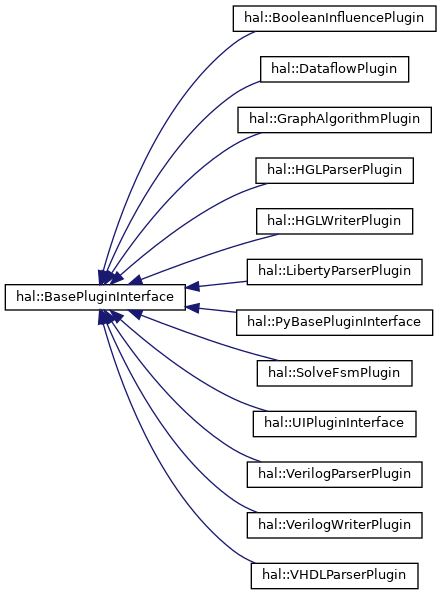 hal::BooleanInfluencePlugin
hal::DataflowPlugin
hal::GraphAlgorithmPlugin
hal::HGLParserPlugin
hal::HGLWriterPlugin
hal::LibertyParserPlugin
hal::BasePluginInterface
hal::PyBasePluginInterface
hal::SolveFsmPlugin
hal::UIPluginInterface
hal::VerilogParserPlugin
hal::VerilogWriterPlugin
hal::VHDLParserPlugin